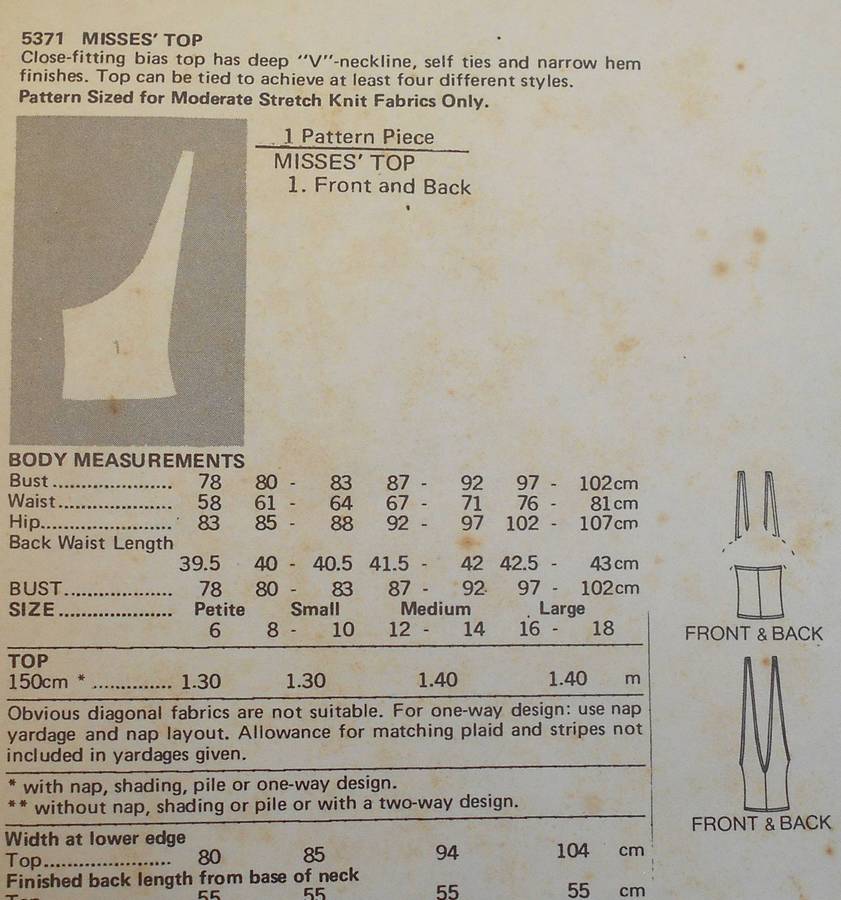 5371 MISSES' TOP
Close-fitting bias top has deep "V"-neckline, self ties and narrow hem
finishes. Top can be tied to achieve at least four different styles.
Pattern Sized for Moderate Stretch Knit Fabrics Only.
1 Pattern Piece
MISSES' TOP
1. Front and Back
1
BODY MEASUREMENTS
Bust.................... 78 80 - 83 87 - 92 97 - 102cm
Waist.................... 58 61 - 64 67 - 71 76 - 81cm
Hip....................... 83 85 - 88 92 - 97 102 - 107cm
Back Waist Length
39.5 40 - 40.5 41.5 - 42 42.5 - 43cm
BUST................... 78 80 - 83 87 - 92 97 - 102cm
SIZE.................... Petite Small Medium Large
6 8 - 10 12 - 14 16 - 18
TOP
150cm * .............. 1.30 1.30 1.40 1.40 m
Obvious diagonal fabrics are not suitable. For one-way design: use nap
yardage and nap layout. Allowance for matching plaid and stripes not
included in yardages given.
* with nap, shading, pile or one-way design.
** without nap, shading or pile or with a two-way design.
Width at lower edge
Top...................... 80 85 94 104 cm
Finished back length from base of neck
55 55 55 55 cm
FRONT & BACK
FRONT & BACK